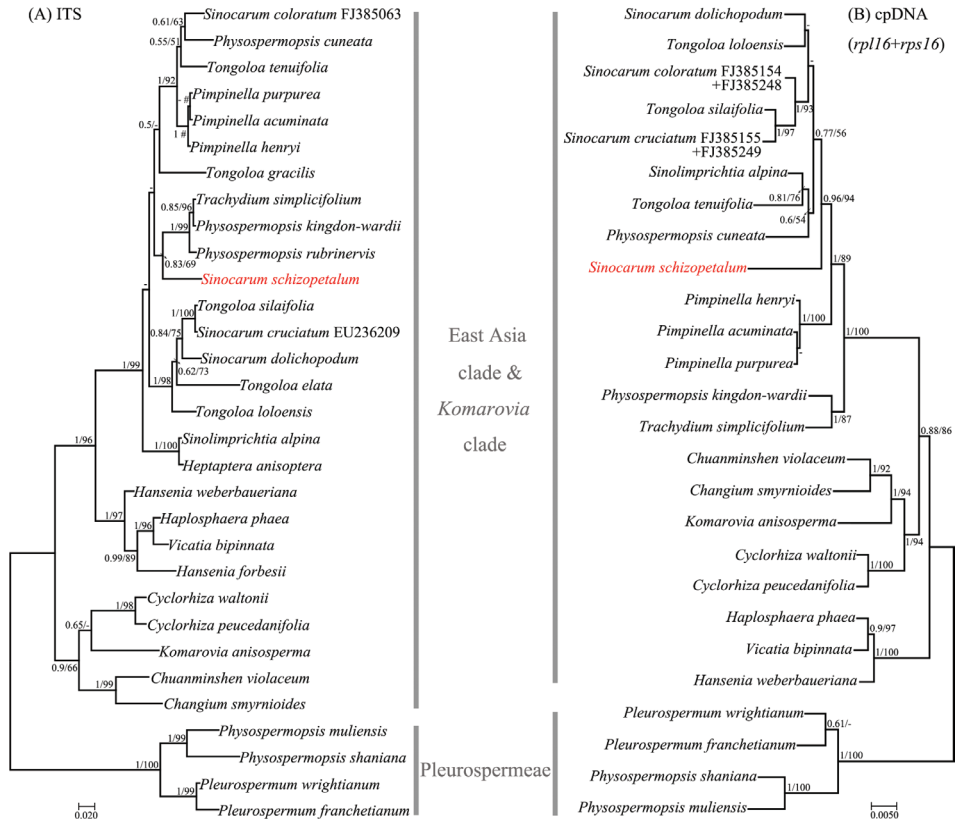 (A) ITS
Sinocarum coloratum FJ385063
0.61/63
0.55/51
Physospermopsis cuneata
Tongoloa tenuifolia
1/92
- #
Pimpinella purpurea
Pimpinella acuminata
1 #
Pimpinella henryi
0.5/-
Tongoloa gracilis
Trachydium simplicifolium
0.85/96
Physospermopsis kingdon-wardii
1/99
Physospermopsis rubrinervis
0.83/69
-
Sinocarum schizopetalum
-
Tongoloa silaifolia
1/100
Sinocarum cruciatum EU236209
0.84/75
Sinocarum dolichopodum
0.62/73
1/99
Tongoloa elata
1/98
Tongoloa loloensis
Sinolimprichtia alpina
1/100
Heptaptera anisoptera
1/96
Hansenia weberbaueriana
1/97
Haplosphaera phaea
1/96
Vicatia bipinnata
0.99/89
Hansenia forbesii
Cyclorhiza waltonii
1/98
Cyclorhiza peucedanifolia
0.65/-
Komarovia anisosperma
0.9/66
Chuanminshen violaceum
1/99
Changium smyrnioides
Physospermopsis muliensis
1/99
Physospermopsis shaniana
1/100
Pleurospermum wrightianum
1/99
Pleurospermum franchetianum
0.020
East Asia
clade &
Komarovia
clade
Pleurospermeae
(B) cpDNA
(rpl16+rps16)
Sinocarum dolichopodum
-
Tongoloa loloensis
-
Sinocarum coloratum FJ385154
+FJ385248
1/93
Tongoloa silaifolia
1/97
Sinocarum cruciatum FJ385155
+FJ385249
0.77/56
Sinolimprichtia alpina
0.81/76
Tongoloa tenuifolia
0.96/94
0.6/54
Physospermopsis cuneata
Sinocarum schizopetalum
1/89
Pimpinella henryi
1/100
Pimpinella acuminata
1/100
-
Pimpinella purpurea
Physospermopsis kingdon-wardii
1/87
Trachydium simplicifolium
0.88/86
Chuanminshen violaceum
1/92
Changium smyrnioides
1/94
Komarovia anisosperma
1/94
Cyclorhiza waltonii
1/100
Cyclorhiza peucedanifolia
Haplosphaera phaea
0.9/97
Vicatia bipinnata
1/100
Hansenia weberbaueriana
Pleurospermum wrightianum
0.61/-
Pleurospermum franchetianum
1/100
Physospermopsis shaniana
1/100
Physospermopsis muliensis
0.0050